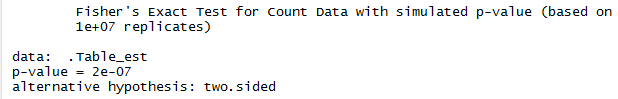 Fisher's Exact Test for Count Data with simulated p-value (based on
1e+07 replicates)
data:  .Table_est
p-value = 2e-07
alternative hypothesis: two.sided